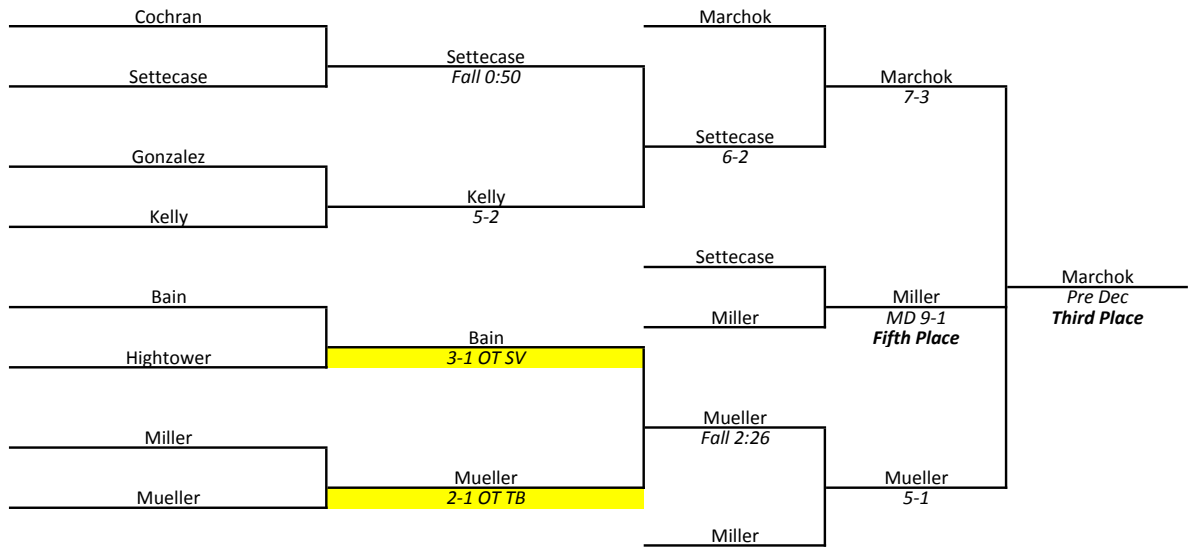 Cochran
Marchok
Settecase
Fall 0:50
Settecase
Marchok
7-3
Settecase
6-2
Gonzalez
Kelly
5-2
Kelly
Settecase
Marchok
Pre Dec
Third Place
Bain
Miller
MD 9-1
Fifth Place
Miller
Bain
3-1 OT SV
Hightower
Mueller
Fall 2:26
Miller
Mueller
2-1 OT TB
Mueller
5-1
Mueller
Miller